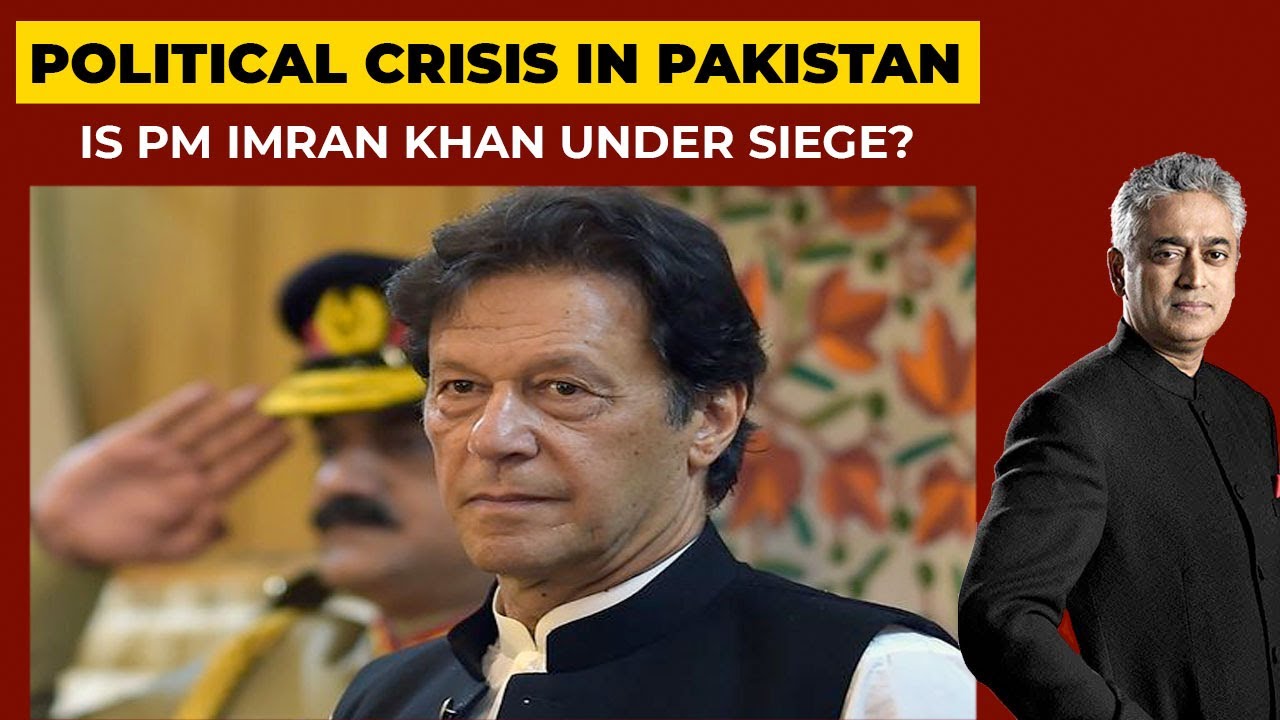 POLITICAL CRISIS IN PAKISTAN
IS PM IMRAN KHAN UNDER SIEGE?